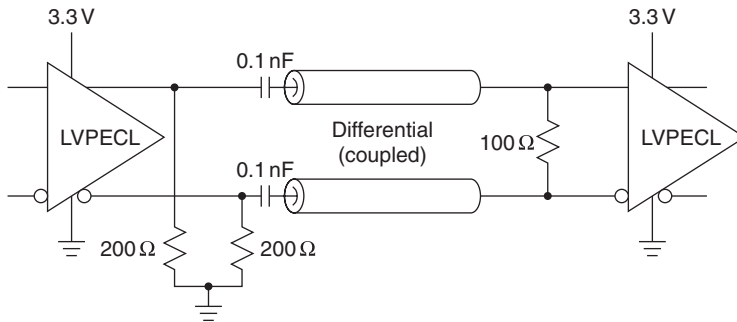 3.3 V
3.3 V
0.1 nF
LVPECL
Differential
(coupled)
100 Ω
LVPECL
0.1 nF
200 Ω
200 Ω